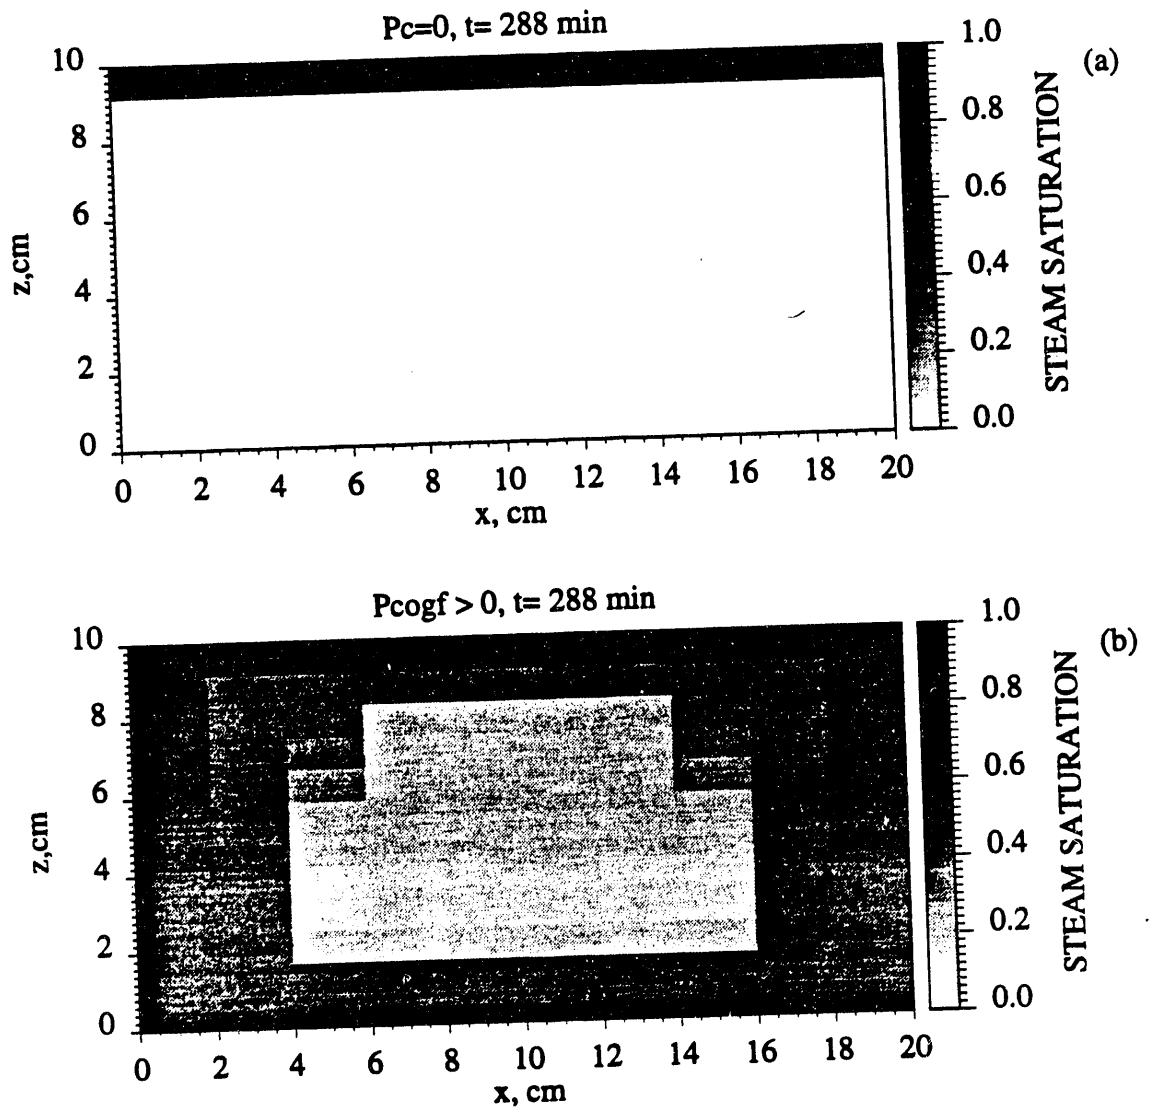 Pc=0, t= 288 min
(a)
10
8
6
4
2
0
z,cm
0 2 4 6 8 10 12 14 16 18 20
x, cm
1.0
0.8
0.6
0.4
0.2
0.0
STEAM SATURATION
Pcogf > 0, t= 288 min
(b)
10
8
6
4
2
0
z,cm
0 2 4 6 8 10 12 14 16 18 20
x, cm
1.0
0.8
0.6
0.4
0.2
0.0
STEAM SATURATION